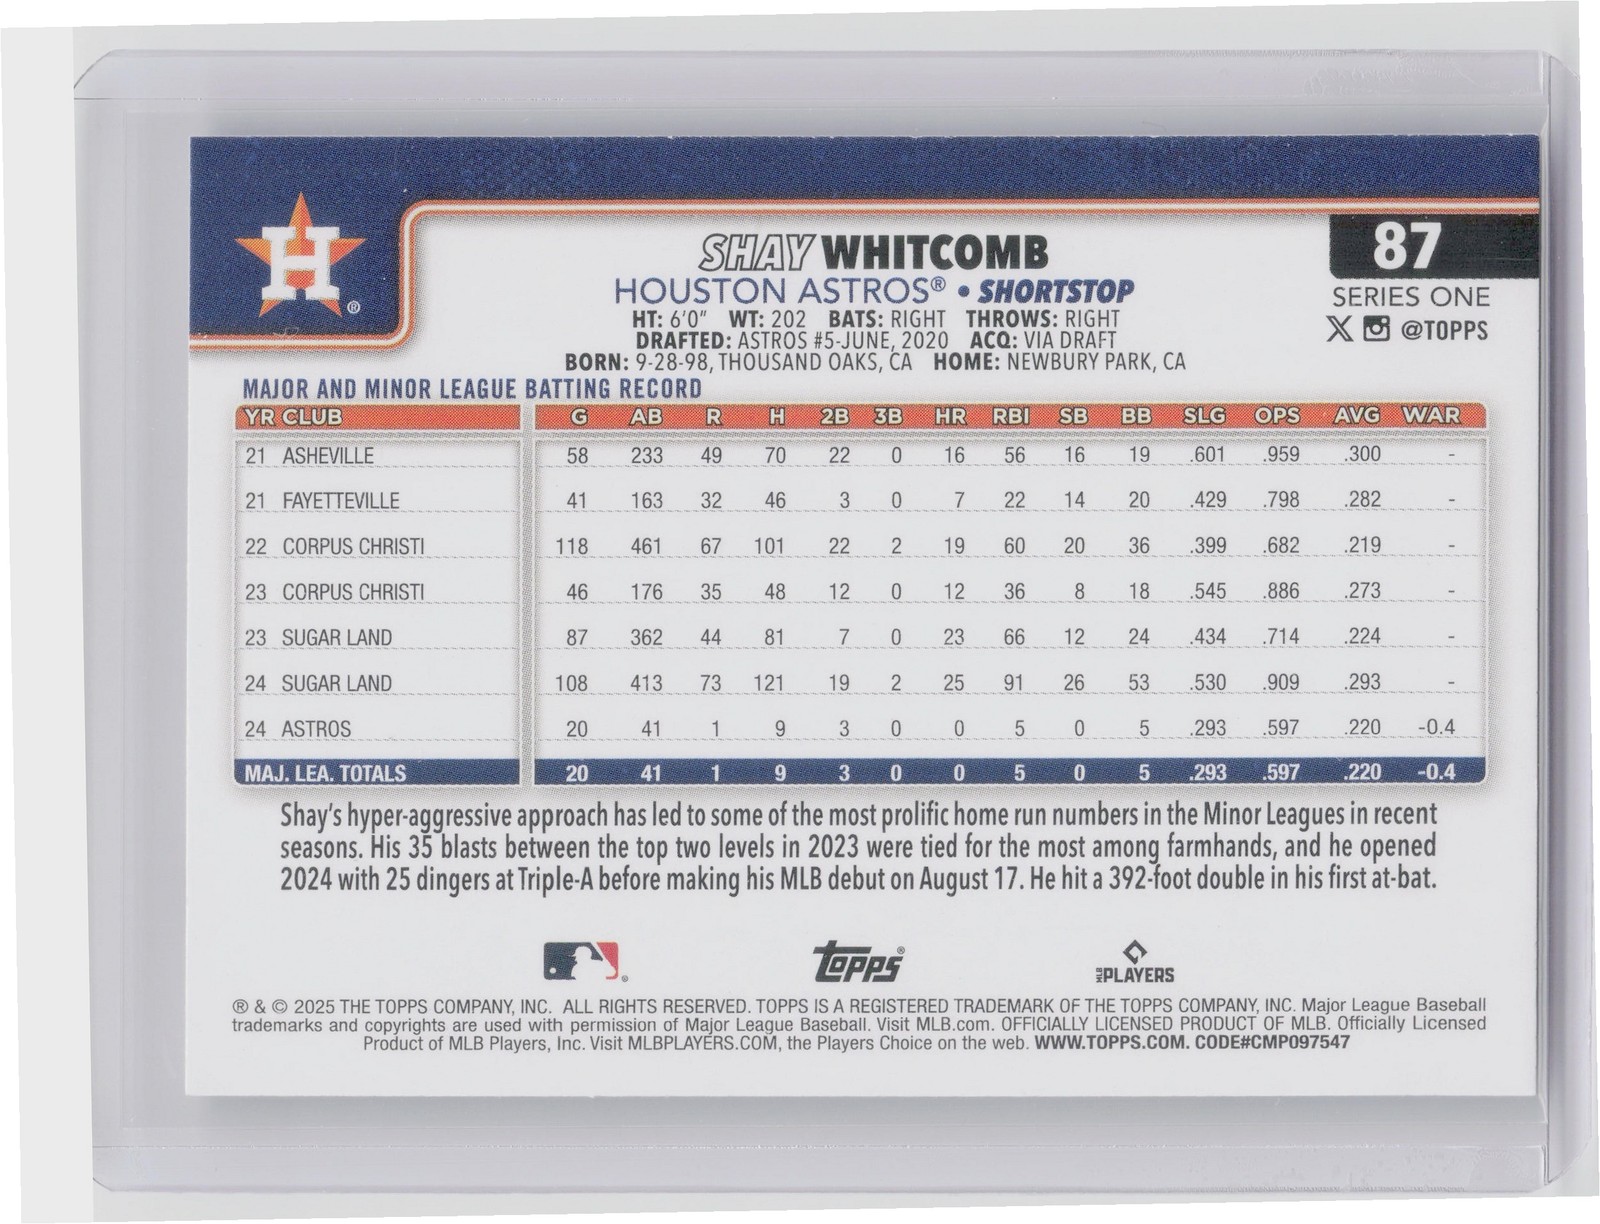 H ®
87
SHAY WHITCOMB
HOUSTON ASTROS® • SHORTSTOP
SERIES ONE
@TOPPS
HT: 6'0" WT: 202 BATS: RIGHT THROWS: RIGHT
DRAFTED: ASTROS #5-JUNE, 2020 ACQ: VIA DRAFT
BORN: 9-28-98, THOUSAND OAKS, CA HOME: NEWBURY PARK, CA
MAJOR AND MINOR LEAGUE BATTING RECORD
YR CLUB G AB R H 2B 3B HR RBI SB BB SLG OPS AVG WAR
21 ASHEVILLE 58 233 49 70 22 0 16 56 16 19 .601 .959 .300 -
21 FAYETTEVILLE 41 163 32 46 3 0 7 22 14 20 .429 .798 .282 -
22 CORPUS CHRISTI 118 461 67 101 22 2 19 60 20 36 .399 .682 .219 -
23 CORPUS CHRISTI 46 176 35 48 12 0 12 36 8 18 .545 .886 .273 -
23 SUGAR LAND 87 362 44 81 7 0 23 66 12 24 .434 .714 .224 -
24 SUGAR LAND 108 413 73 121 19 2 25 91 26 53 .530 .909 .293 -
24 ASTROS 20 41 1 9 3 0 0 5 0 5 .293 .597 .220 -0.4
MAJ. LEA. TOTALS 20 41 1 9 3 0 0 5 0 5 .293 .597 .220 -0.4
Shay's hyper-aggressive approach has led to some of the most prolific home run numbers in the Minor Leagues in recent
seasons. His 35 blasts between the top two levels in 2023 were tied for the most among farmhands, and he opened
2024 with 25 dingers at Triple-A before making his MLB debut on August 17. He hit a 392-foot double in his first at-bat.
® TOPPS® MLB PLAYERS
® & © 2025 THE TOPPS COMPANY, INC. ALL RIGHTS RESERVED. TOPPS IS A REGISTERED TRADEMARK OF THE TOPPS COMPANY, INC. Major League Baseball
trademarks and copyrights are used with permission of Major League Baseball. Visit MLB.com. OFFICIALLY LICENSED PRODUCT OF MLB. Officially Licensed
Product of MLB Players, Inc. Visit MLBPLAYERS.COM, the Players Choice on the web. WWW.TOPPS.COM. CODE#CMP097547